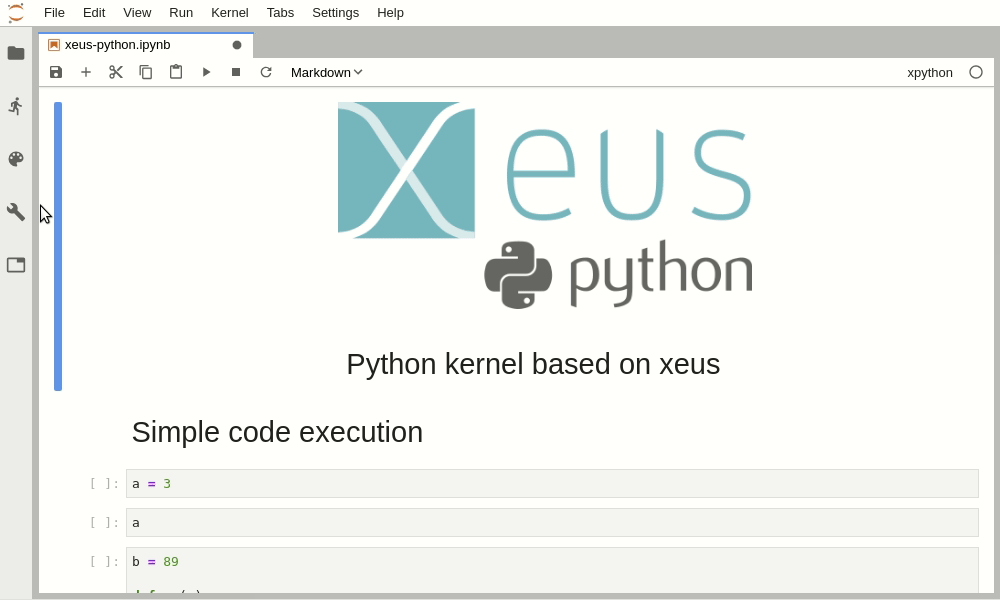 File Edit View Run Kernel Tabs Settings Help
xeus-python.ipynb
Markdown xpython
Xeus
python
Python kernel based on xeus
Simple code execution
[ ]: a = 3
[ ]: a
[ ]: b = 89